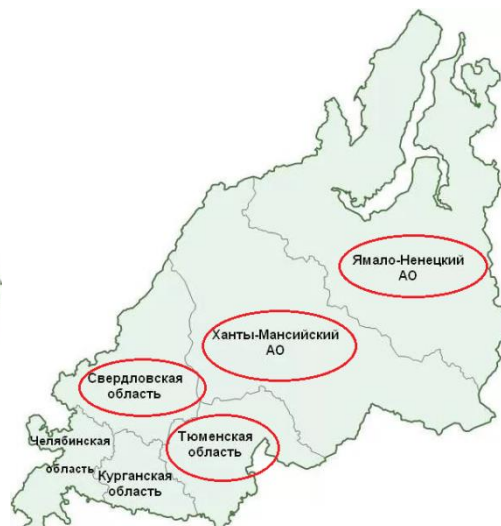 Ямало-Ненецкий
АО
Ханты-Мансийский
АО
Свердловская
область
Тюменская
область
Челябинская
область
Курганская
область